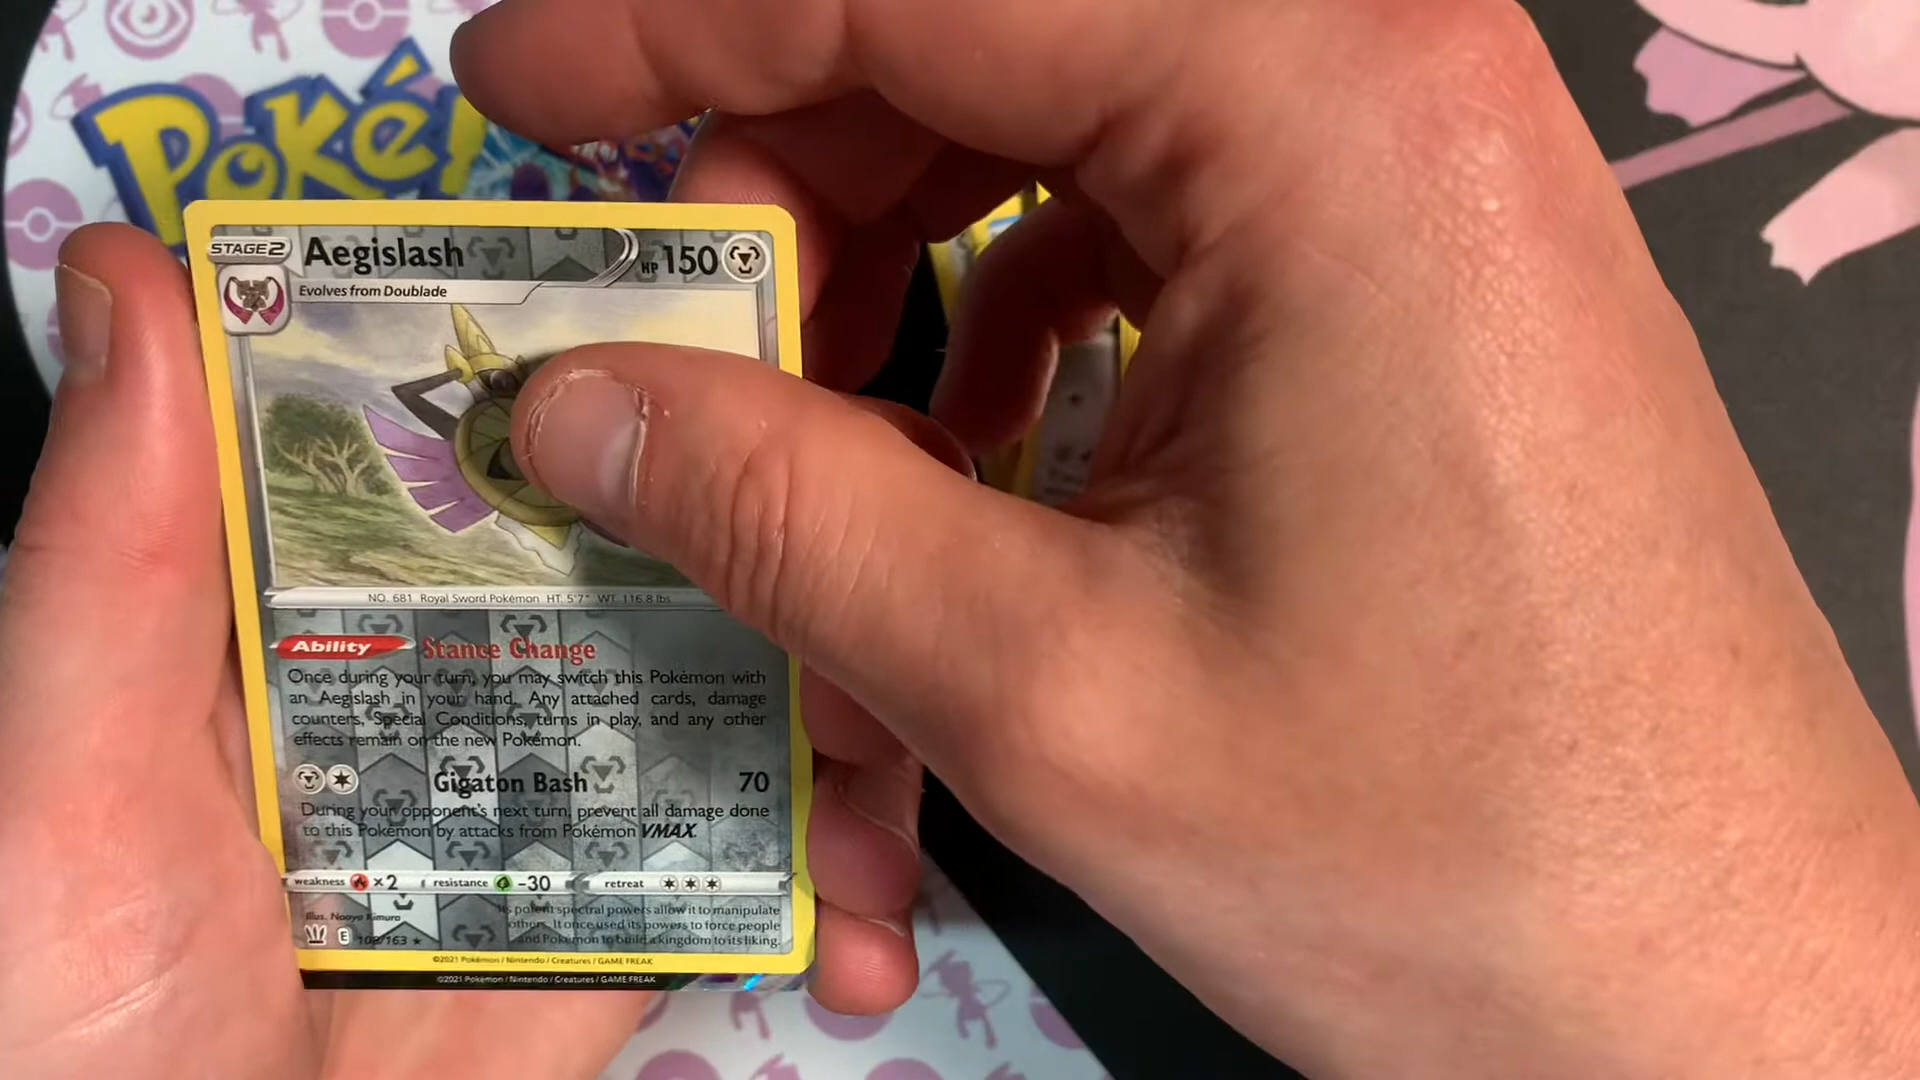 Poké!
STAGE 2 Aegislash HP 150
Evolves from Doublade
NO. 681 Royal Sword Pokémon HT. 5'7" WT. 116.8 lbs
Ability Stance Change
Once during your turn, you may switch this Pokémon with
an Aegislash in your hand. Any attached cards, damage
counters, Special Conditions, turns in play, and any other
effects remain on the new Pokémon.
Gigaton Bash 70
During your opponent's next turn, prevent all damage done
to this Pokémon by attacks from Pokémon VMAX.
weakness ×2 resistance -30 retreat
Illus. Naoyo Kimura
Its potent spectral powers allow it to manipulate
others. It once used its powers to force people
and Pokémon to build a kingdom to its liking.
E 108/163 ★
©2021 Pokémon / Nintendo / Creatures / GAME FREAK
©2021 Pokémon / Nintendo / Creatures / GAME FREAK